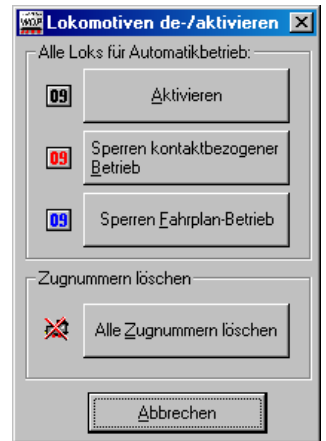 Lokomotiven de-/aktivieren
Alle Loks für Automatikbetrieb:
09
Aktivieren
09
Sperren kontaktbezogener
Betrieb
09
Sperren Fahrplan-Betrieb
Zugnummern löschen
Alle Zugnummern löschen
Abbrechen